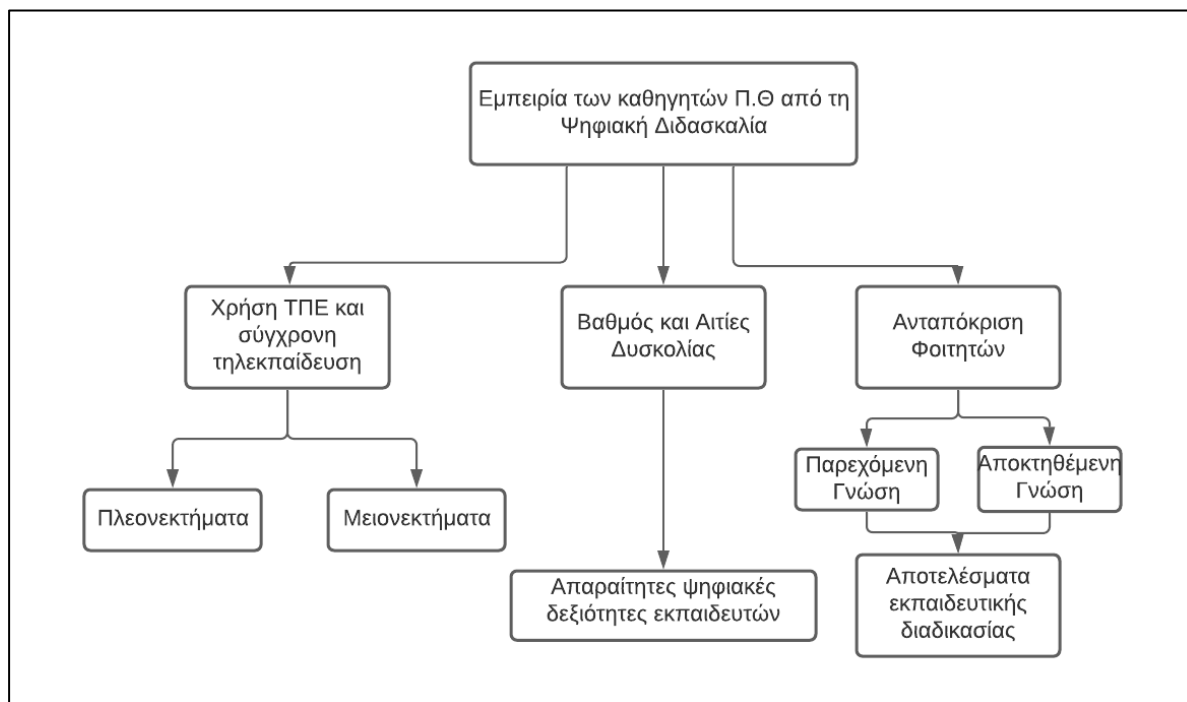 Εμπειρία των καθηγητών Π.Θ από τη
Ψηφιακή Διδασκαλία
Χρήση ΤΠΕ και
σύγχρονη
τηλεκπαίδευση
Βαθμός και Αιτίες
Δυσκολίας
Ανταπόκριση
Φοιτητών
Πλεονεκτήματα
Μειονεκτήματα
Παρεχόμενη
Γνώση
Αποκτηθέμενη
Γνώση
Απαραίτητες ψηφιακές
δεξιότητες εκπαιδευτών
Αποτελέσματα
εκπαιδευτικής
διαδικασίας